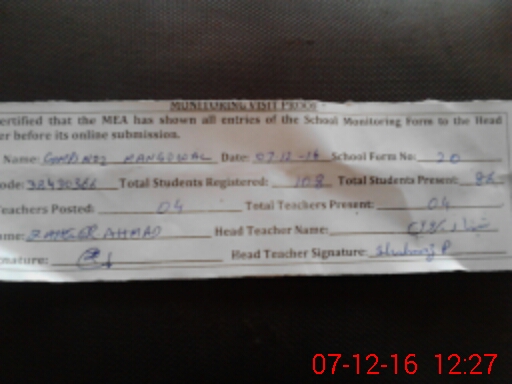 MONITORING VISIT PROOF
ertified that the MEA has shown all entries of the School Monitoring Form to the Head
er before its online submission.
Name: Date: 07-12-16 School Form No: 20
ode: Total Students Registered: 108 Total Students Present: 86
eachers Posted: 04 Total Teachers Present: 04
ame: AHMAD Head Teacher Name:
gnature: Head Teacher Signature:
07-12-16 12:27